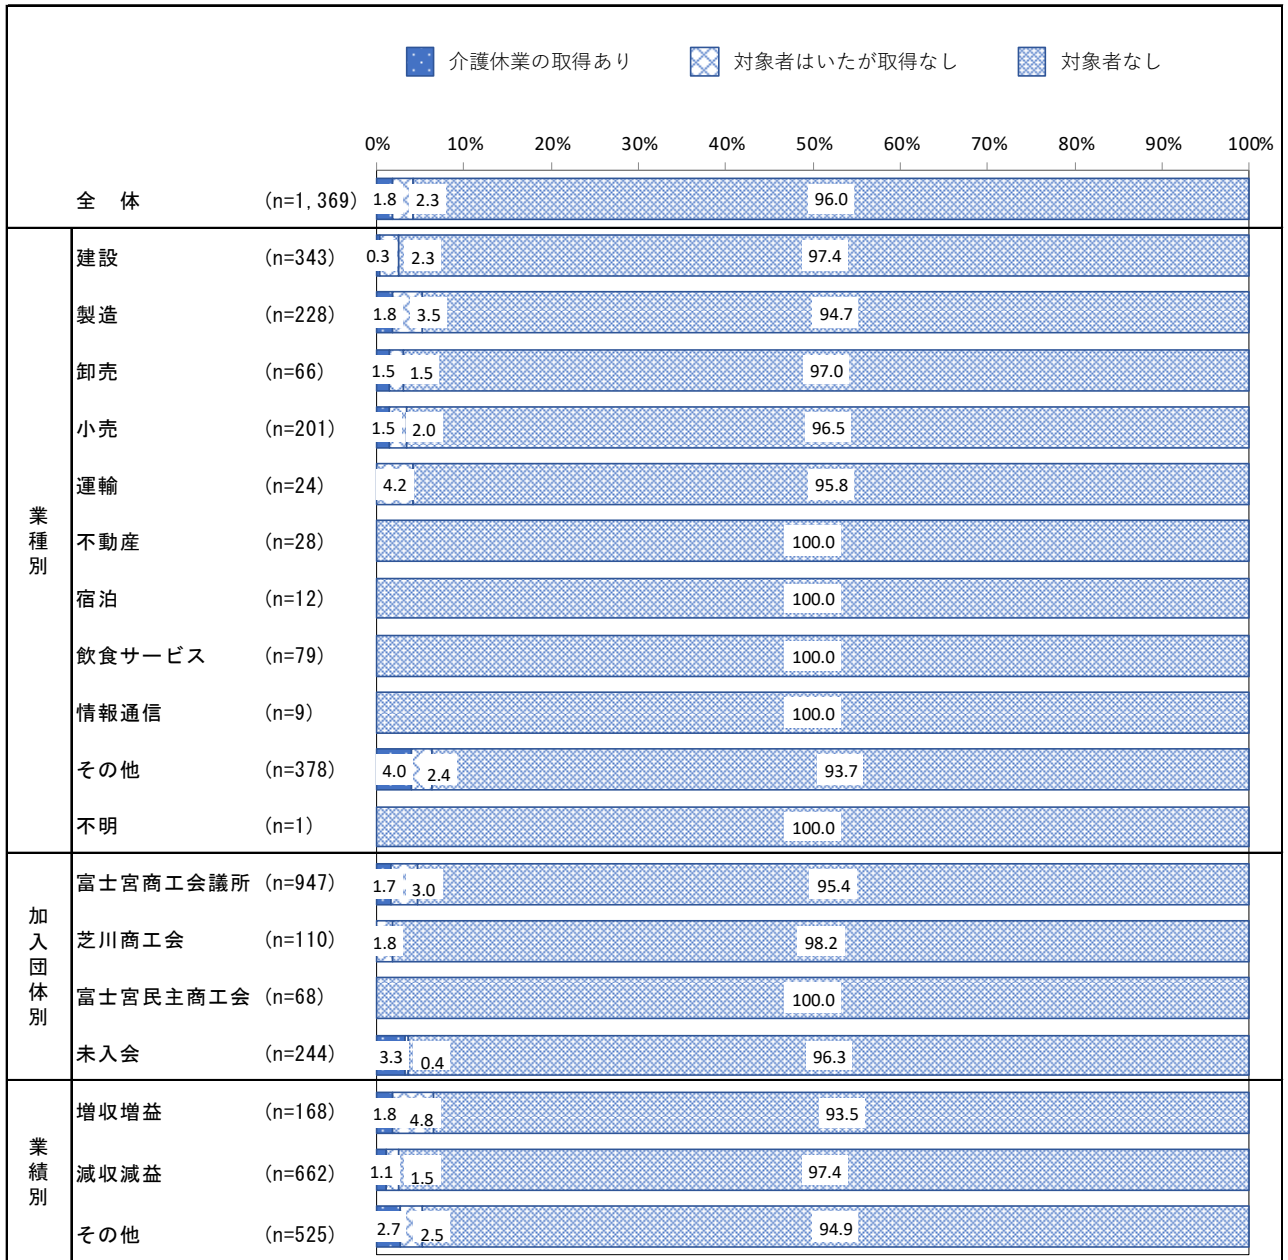 介護休業の取得あり 対象者はいたが取得なし 対象者なし
0% 10% 20% 30% 40% 50% 60% 70% 80% 90% 100%
全 体 (n=1,369) 1.8 2.3 96.0
業種別
建設 (n=343) 0.3 2.3 97.4
製造 (n=228) 1.8 3.5 94.7
卸売 (n=66) 1.5 1.5 97.0
小売 (n=201) 1.5 2.0 96.5
運輸 (n=24) 4.2 95.8
不動産 (n=28) 100.0
宿泊 (n=12) 100.0
飲食サービス (n=79) 100.0
情報通信 (n=9) 100.0
その他 (n=378) 4.0 2.4 93.7
不明 (n=1) 100.0
加入団体別
富士宮商工会議所 (n=947) 1.7 3.0 95.4
芝川商工会 (n=110) 1.8 98.2
富士宮民主商工会 (n=68) 100.0
未入会 (n=244) 3.3 0.4 96.3
業績別
増収増益 (n=168) 1.8 4.8 93.5
減収減益 (n=662) 1.1 1.5 97.4
その他 (n=525) 2.7 2.5 94.9